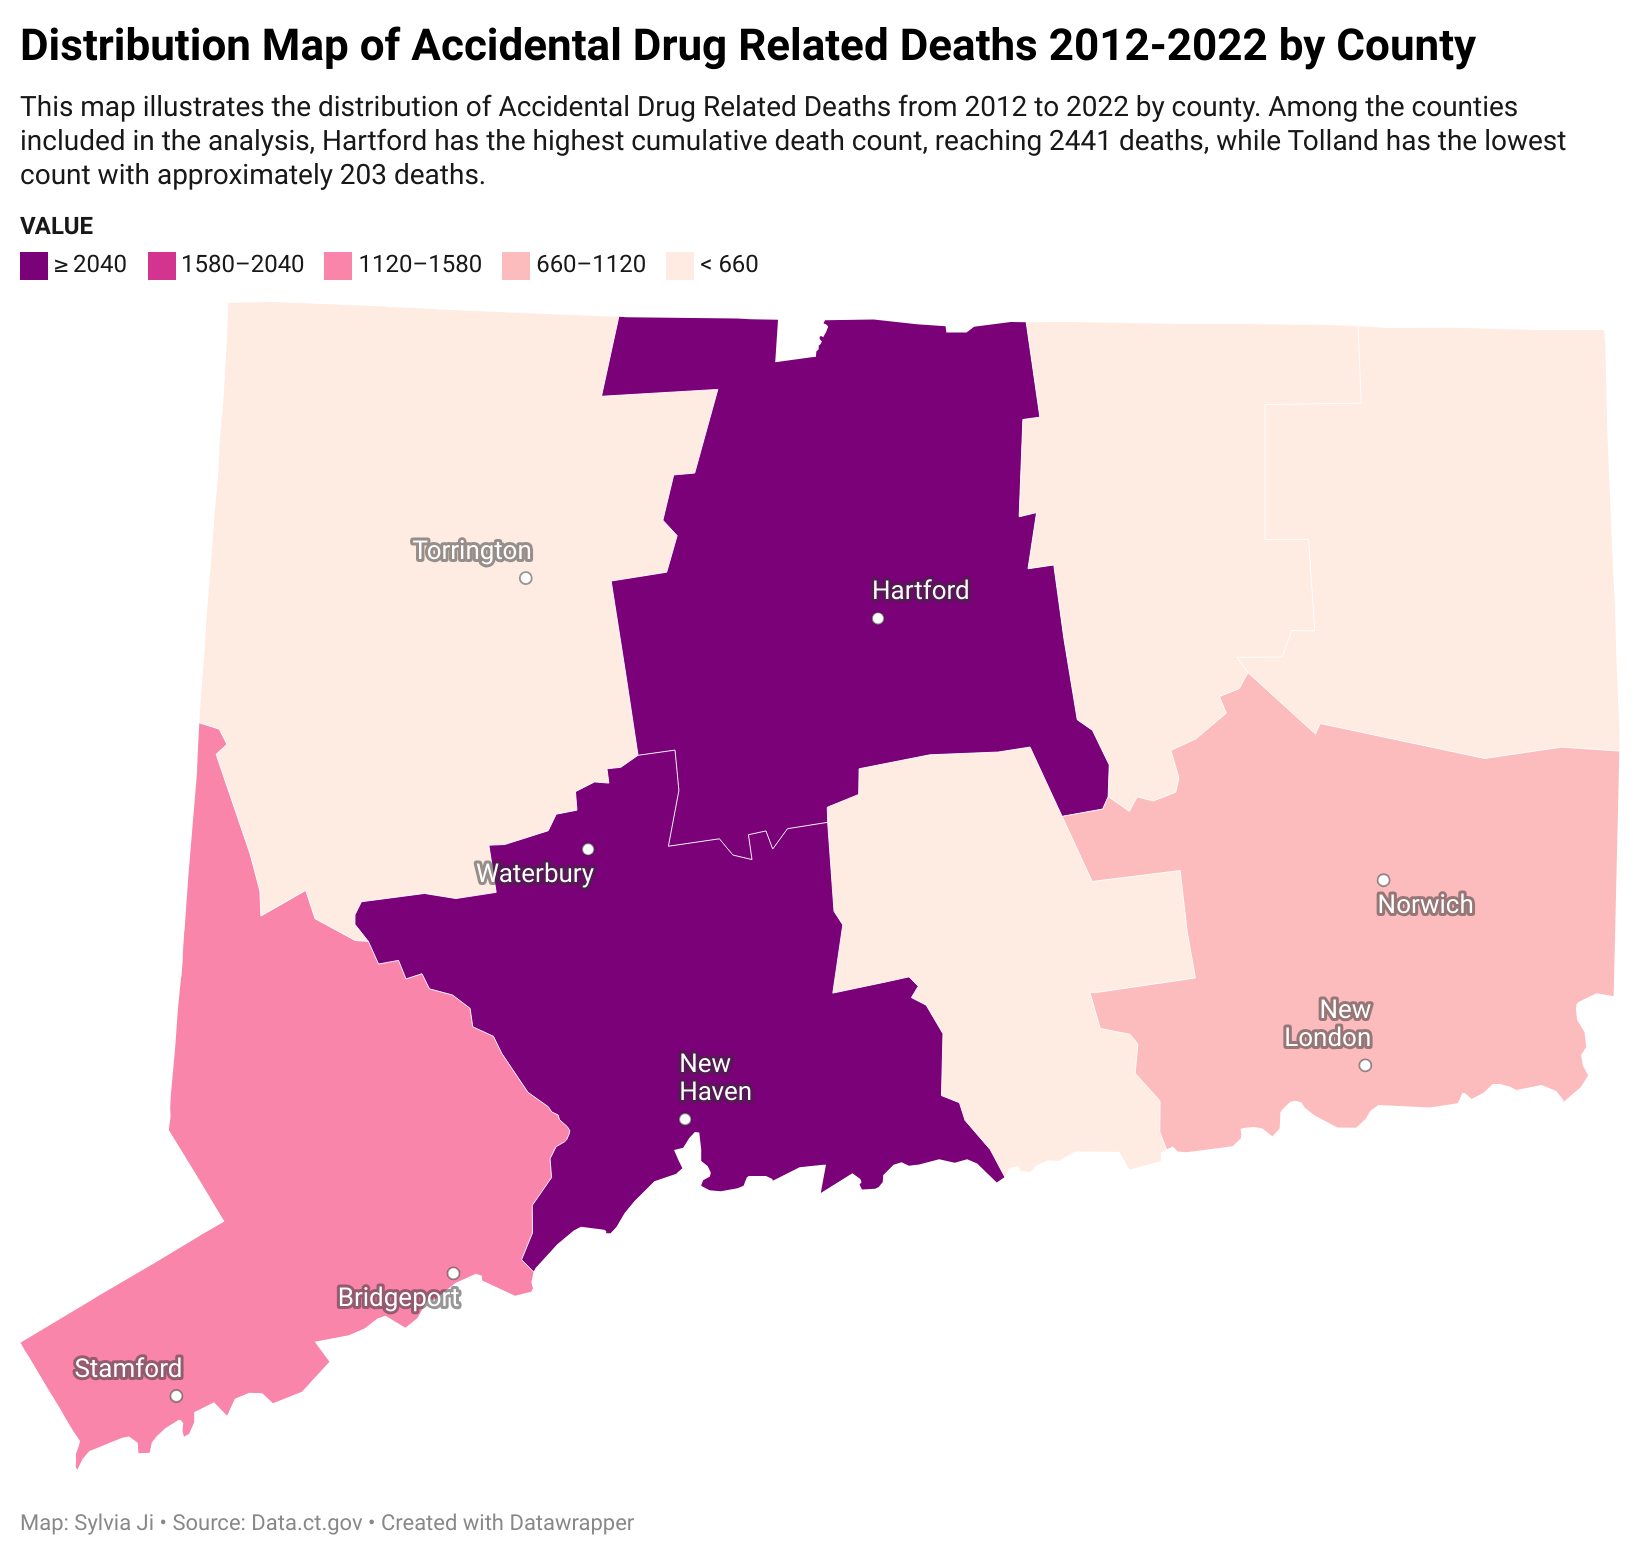 Distribution Map of Accidental Drug Related Deaths 2012-2022 by County
This map illustrates the distribution of Accidental Drug Related Deaths from 2012 to 2022 by county. Among the counties
included in the analysis, Hartford has the highest cumulative death count, reaching 2441 deaths, while Tolland has the lowest
count with approximately 203 deaths.
VALUE
≥ 2040 1580–2040 1120–1580 660–1120 < 660
Torrington
Hartford
Waterbury
Norwich
New
London
New
Haven
Bridgeport
Stamford
Map: Sylvia Ji • Source: Data.ct.gov • Created with Datawrapper